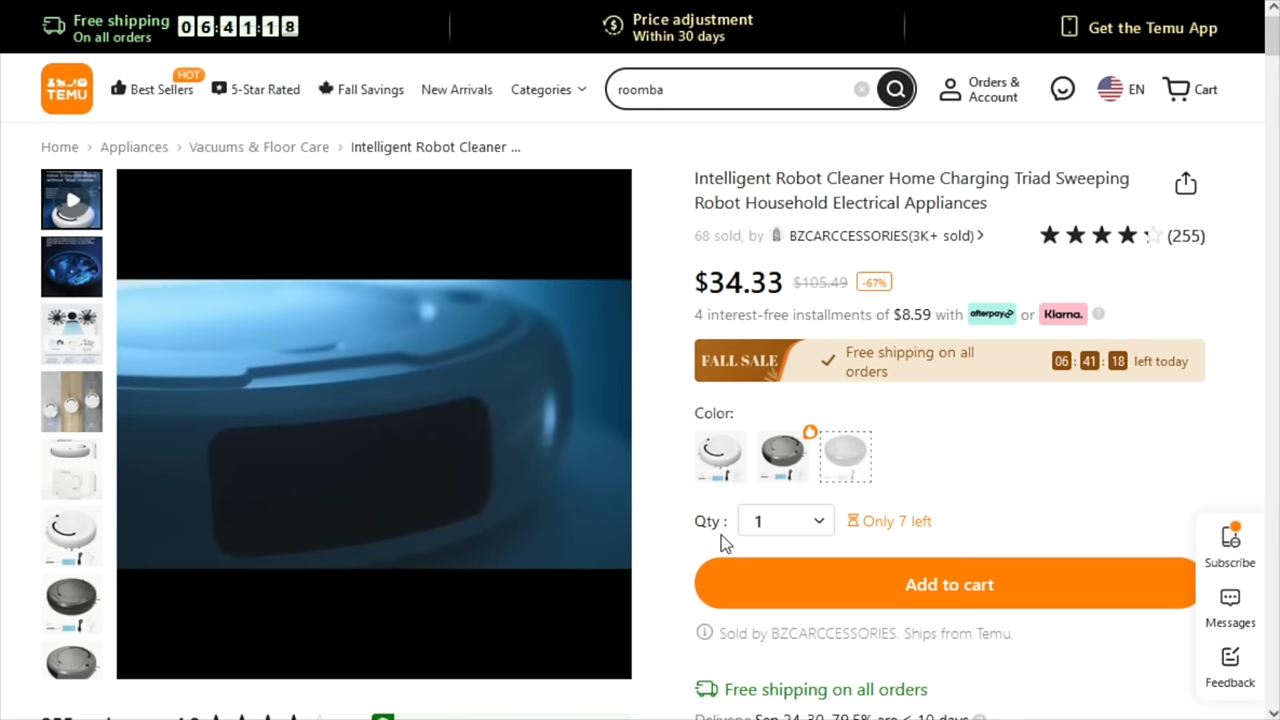 Free shipping
On all orders
06:41:18
Price adjustment
Within 30 days
Get the Temu App
TEMU
HOT
Best Sellers
5-Star Rated
Fall Savings
New Arrivals
Categories
roomba
Orders &
Account
EN
Cart
Home › Appliances › Vacuums & Floor Care › Intelligent Robot Cleaner ...
Intelligent Robot Cleaner Home Charging Triad Sweeping
Robot Household Electrical Appliances
68 sold, by BZCARCCESSORIES(3K+ sold) >
(255)
$34.33 $105.49 -67%
4 interest-free installments of $8.59 with afterpay or Klarna.
FALL SALE
Free shipping on all
orders
06 : 41 : 18 left today
Color:
Qty : 1
Only 7 left
Add to cart
Sold by BZCARCCESSORIES. Ships from Temu.
Free shipping on all orders
Subscribe
Messages
Feedback